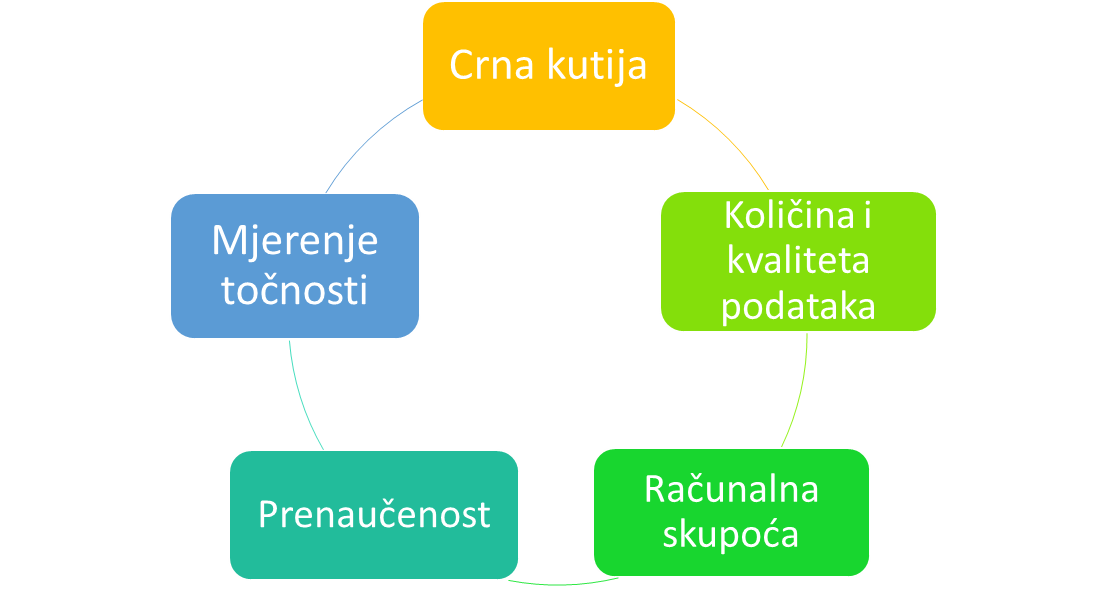 Crna kutija
Količina i
kvaliteta
podataka
Računalna
skupoća
Prenaučenost
Mjerenje
točnosti